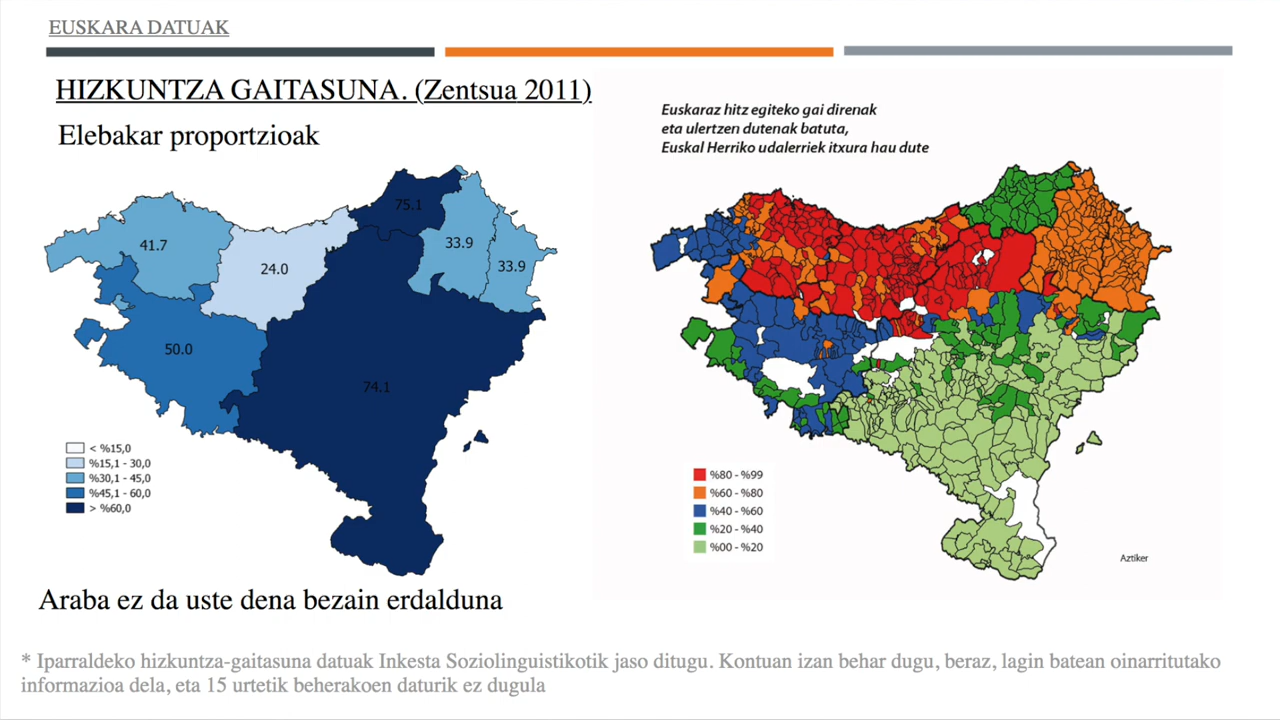 EUSKARA DATUAK
HIZKUNTZA GAITASUNA. (Zentsua 2011)
Elebakar proportzioak
75.1
41.7
33.9
24.0
33.9
50.0
74.1
< %15,0
%15,1 - 30,0
%30,1 - 45,0
%45,1 - 60,0
> %60,0
Euskaraz hitz egiteko gai direnak
eta ulertzen dutenak batuta,
Euskal Herriko udalerriek itxura hau dute
%80 - %99
%60 - %80
%40 - %60
%20 - %40
%00 - %20
Aztiker
Araba ez da uste dena bezain erdalduna
* Iparraldeko hizkuntza-gaitasuna datuak Inkesta Soziolinguistikotik jaso ditugu. Kontuan izan behar dugu, beraz, lagin batean oinarritutako
informazioa dela, eta 15 urtetik beherakoen daturik ez dugula